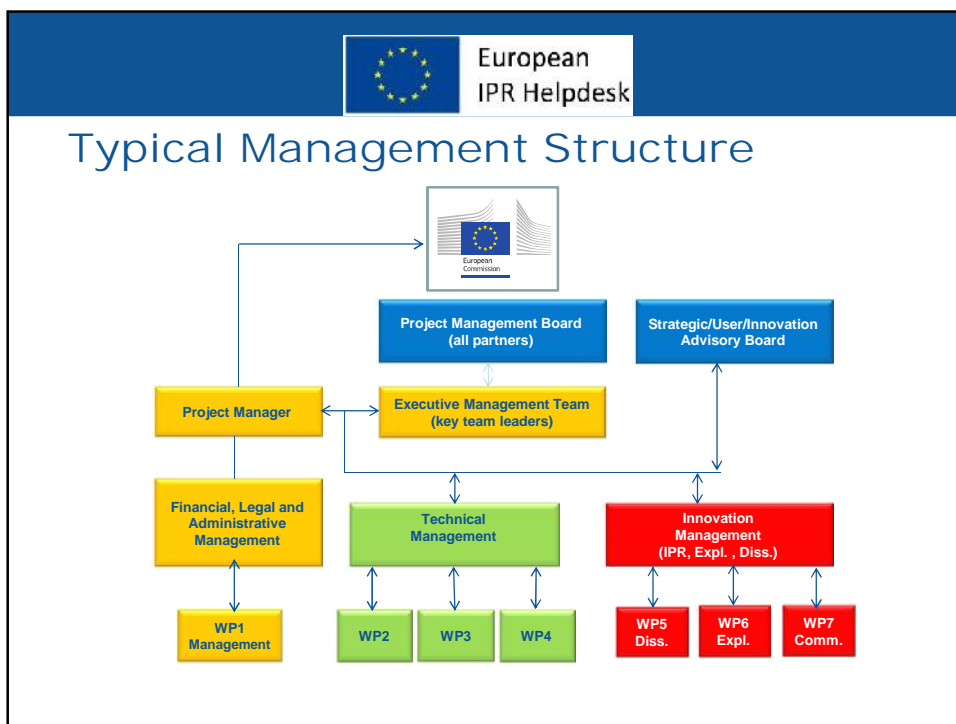 European
IPR Helpdesk
Typical Management Structure
European
Commission
Project Management Board
(all partners)
Strategic/User/Innovation
Advisory Board
Project Manager
Executive Management Team
(key team leaders)
Financial, Legal and
Administrative
Management
Technical
Management
Innovation
Management
(IPR, Expl. , Diss.)
WP1
Management
WP2
WP3
WP4
WP5
Diss.
WP6
Expl.
WP7
Comm.